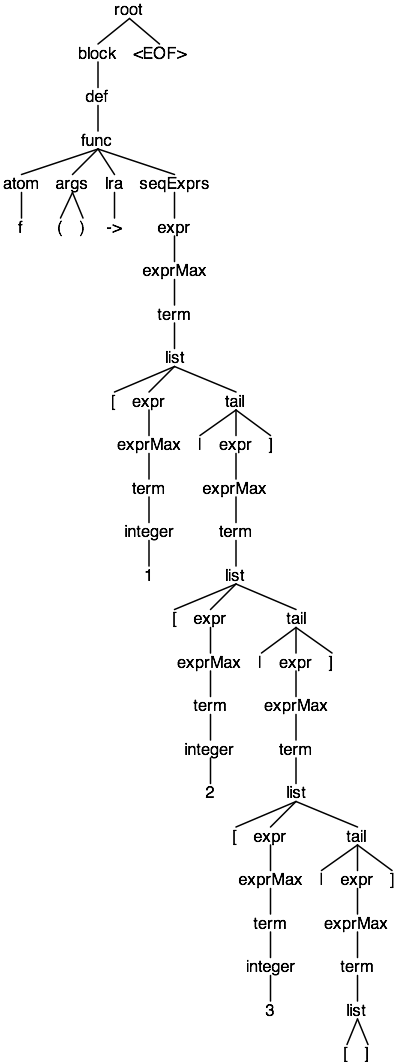 root
block <EOF>
def
func
atom args lra seqExprs
f ( ) -> expr
exprMax
term
list
[ expr tail
exprMax | expr ]
term exprMax
integer term
1 list
[ expr tail
exprMax | expr ]
term exprMax
integer term
2 list
[ expr tail
exprMax | expr ]
term exprMax
integer term
3 list
[ ]